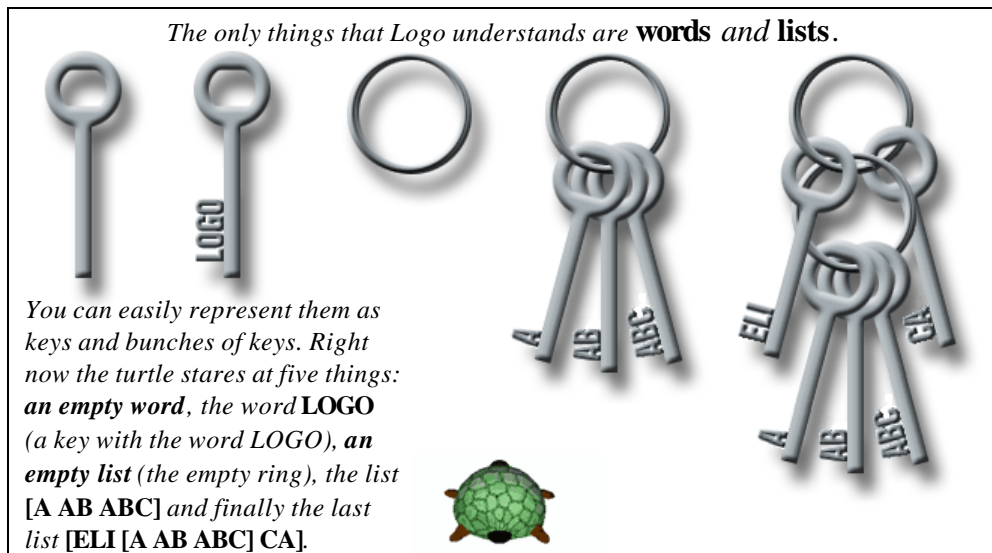 The only things that Logo understands are words and lists.
LOGO
A
AB
ABC
ELI
CA
A
AB
ABC
You can easily represent them as
keys and bunches of keys. Right
now the turtle stares at five things:
an empty word, the word LOGO
(a key with the word LOGO), an
empty list (the empty ring), the list
[A AB ABC] and finally the last
list [ELI [A AB ABC] CA].